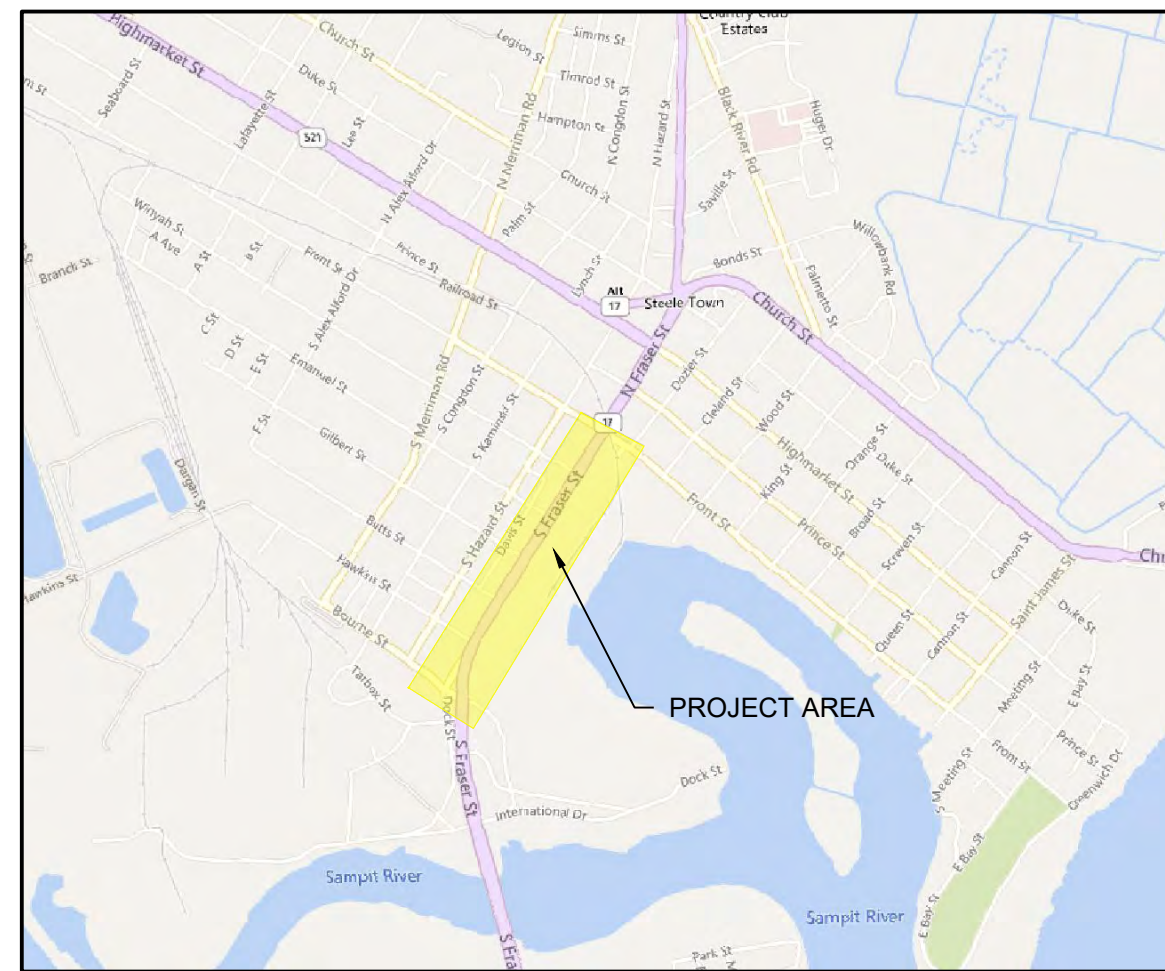 Country Club
Estates
Highmarket St
Church St
Legion St
Simms St
Timrod St
Hampton St
Seaboard St
Duke St
Lafayette St
Lee St
521
N Merriman Rd
N Congdon St
N Hazard St
Black River Rd
Huger Dr
Saville St
Church St
N Alex Alford Dr
Palm St
Winyah St
A Ave
A St
B St
Front St
Prince St
Railroad St
Lynch St
Bonds St
Willowbank Rd
Palmetto St
Branch St
Alt
17
Steele Town
Church St
C St
D St
E St
F St
S Alex Alford Dr
Emanuel St
Gilbert St
S Merriman Rd
S Congdon St
S Kaminski St
N Fraser St
Dozier St
Cleland St
Wood St
17
Highmarket St
Orange St
Duke St
King St
Broad St
Screven St
Prince St
Front St
Dargan St
S Hazard St
Davis St
S Fraser St
Butts St
Hawkins St
Hawkins St
Bourne St
Tarbox St
Cannon St
Saint James St
Duke St
Queen St
Cannon St
Meeting St
E Bay St
PROJECT AREA
Dock St
S Fraser St
Dock St
International Dr
Front St
Prince St
Greenwich Dr
S Meeting St
E Bay St
E Bay St
Sampit River
Sampit River
Park St